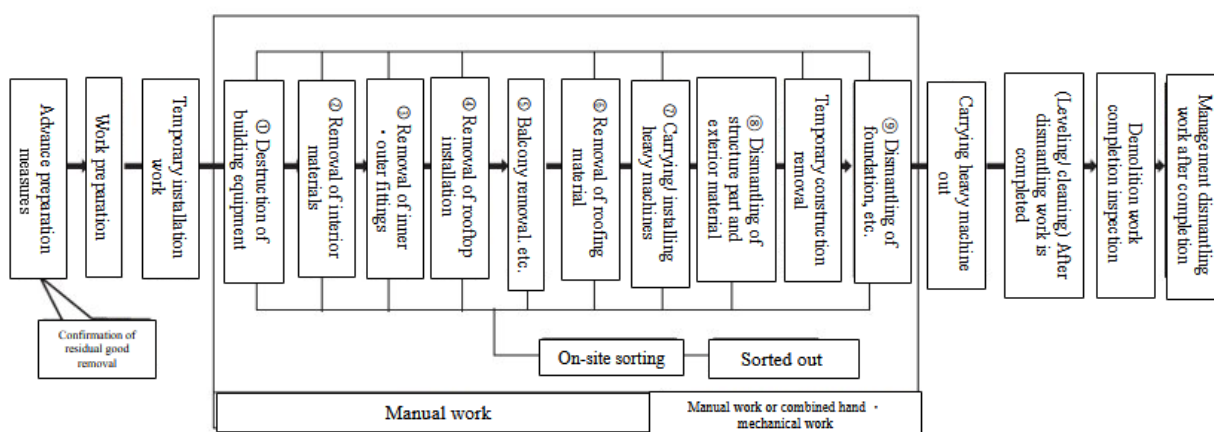 Advance preparation
measures
Work preparation
Temporary installation
work
① Destruction of
building equipment
② Removal of interior
materials
③ Removal of inner
・outer fittings
④ Removal of rooftop
installation
⑤ Balcony removal. etc.
⑥ Removal of roofing
material
⑦ Carrying/ installing
heavy machines
⑧ Dismantling of
structure part and
exterior material
Temporary construction
removal
⑨ Dismantling of
foundation, etc.
Carrying heavy machine
out
(Leveling/ cleaning) After
dismantling work is
completed
Demolition work
completion inspection
Management dismantling
work after completion
Confirmation of
residual good
removal
On-site sorting
Sorted out
Manual work
Manual work or combined hand ・
mechanical work